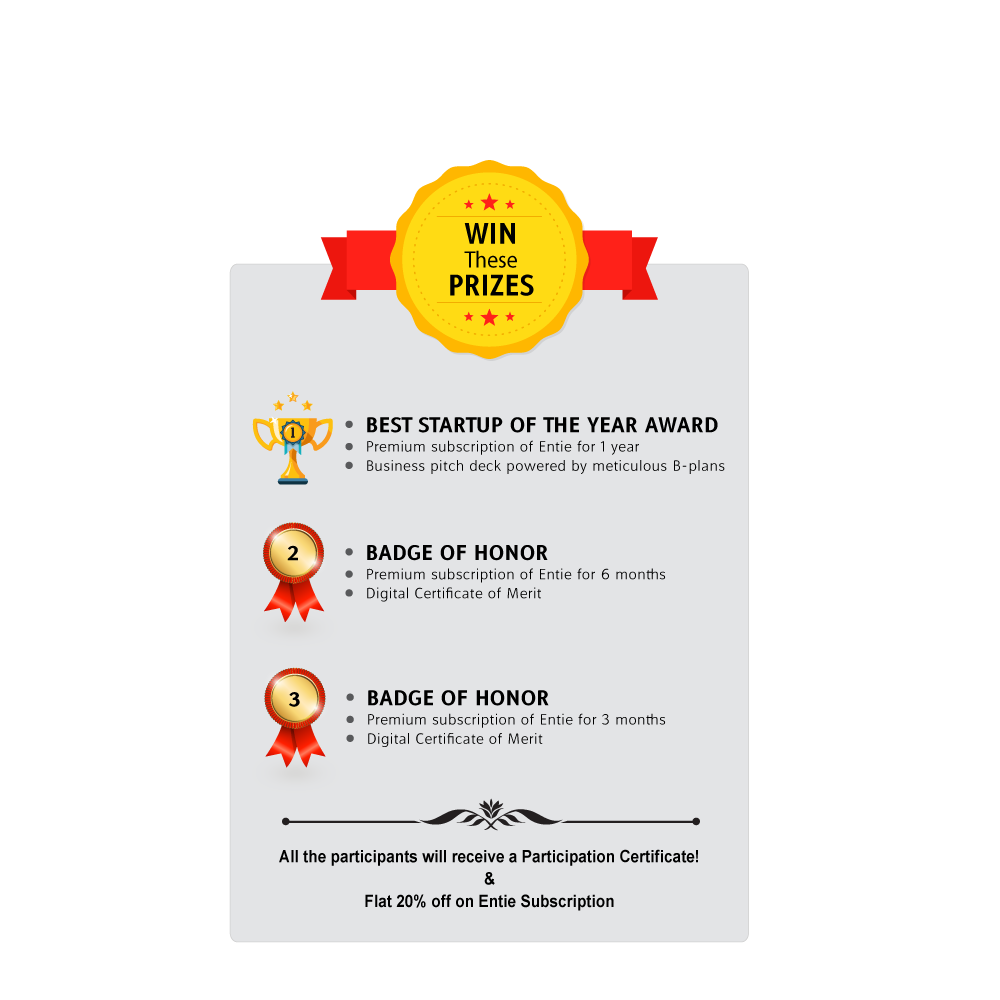 WIN
These
PRIZES
1
• BEST STARTUP OF THE YEAR AWARD
• Premium subscription of Entie for 1 year
• Business pitch deck powered by meticulous B-plans
2
• BADGE OF HONOR
• Premium subscription of Entie for 6 months
• Digital Certificate of Merit
3
• BADGE OF HONOR
• Premium subscription of Entie for 3 months
• Digital Certificate of Merit
All the participants will receive a Participation Certificate!
&
Flat 20% off on Entie Subscription